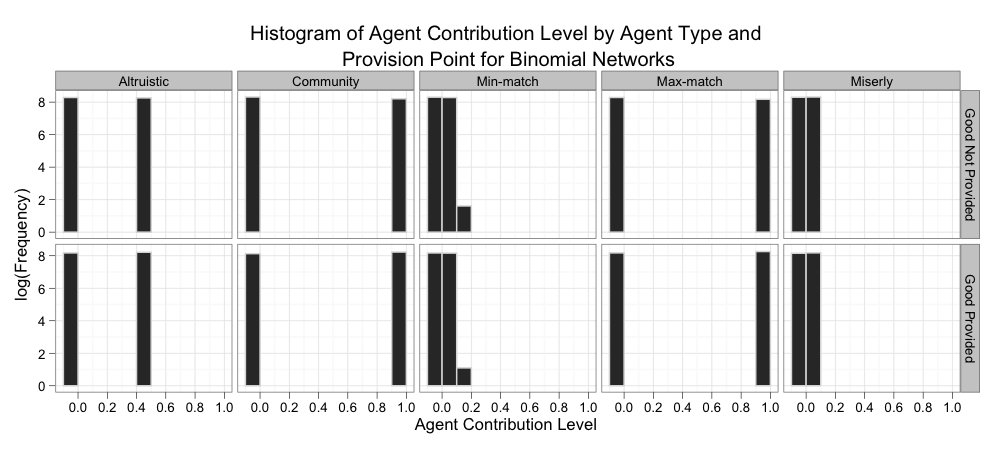 Histogram of Agent Contribution Level by Agent Type and
Provision Point for Binomial Networks
Altruistic Community Min-match Max-match Miserly
8
6
4
2
0
Good Not Provided
log(Frequency)
8
6
4
2
0
Good Provided
0.0 0.2 0.4 0.6 0.8 1.0 0.0 0.2 0.4 0.6 0.8 1.0 0.0 0.2 0.4 0.6 0.8 1.0 0.0 0.2 0.4 0.6 0.8 1.0 0.0 0.2 0.4 0.6 0.8 1.0
Agent Contribution Level